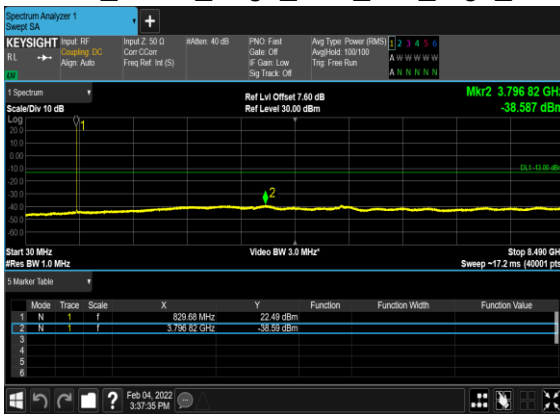 Spectrum Analyzer 1
Swept SA
KEYSIGHT
RL
Input: RF
Coupling: DC
Align: Auto
Input Z: 50 Ω
Corr CCorr
Freq Ref: Int (S)
#Atten: 40 dB
PNO: Fast
Gate: Off
IF Gain: Low
Sig Track: Off
Avg Type: Power (RMS)
Avg|Hold: 100/100
Trig: Free Run
1 2 3 4 5 6
A W W W W W
A N N N N N
LV
1 Spectrum
Scale/Div 10 dB
Ref Lvl Offset 7.60 dB
Ref Level 30.00 dBm
Mkr2 3.796 82 GHz
-38.587 dBm
Log
20.0
10.0
0.00
-10.0
-20.0
-30.0
-40.0
-50.0
-60.0
1
2
DL1 -13.00 dBm
Start 30 MHz
#Res BW 1.0 MHz
Video BW 3.0 MHz*
Stop 8.490 GHz
Sweep ~17.2 ms (40001 pts)
5 Marker Table
Mode Trace Scale X Y Function Function Width Function Value
1 N 1 f 829.68 MHz 22.49 dBm
2 N 1 f 3.796 82 GHz -38.59 dBm
3
4
5
6
?
Feb 04, 2022
3:37:35 PM